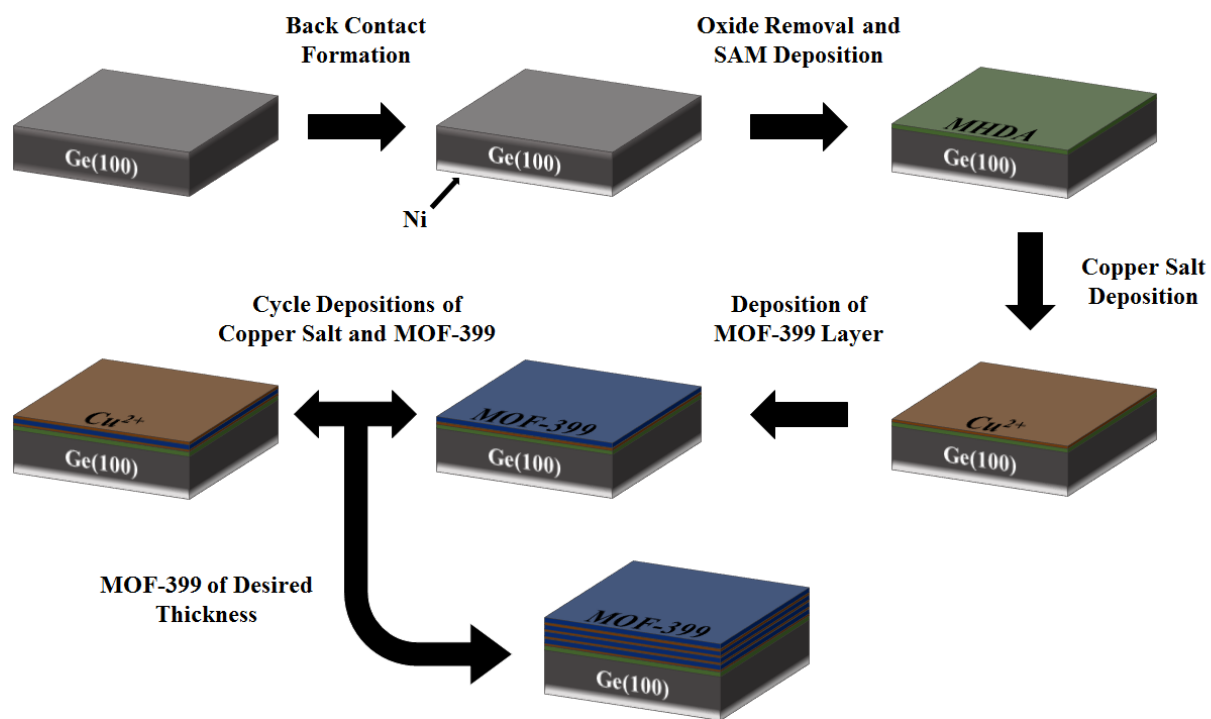 Back Contact
Formation
Oxide Removal and
SAM Deposition
Ge(100)
Ge(100)
Ni
MHDA
Ge(100)
Copper Salt
Deposition
Cycle Depositions of
Copper Salt and MOF-399
Deposition of
MOF-399 Layer
Cu²⁺
Ge(100)
MOF-399
Ge(100)
Cu²⁺
Ge(100)
MOF-399 of Desired
Thickness
MOF-399
Ge(100)